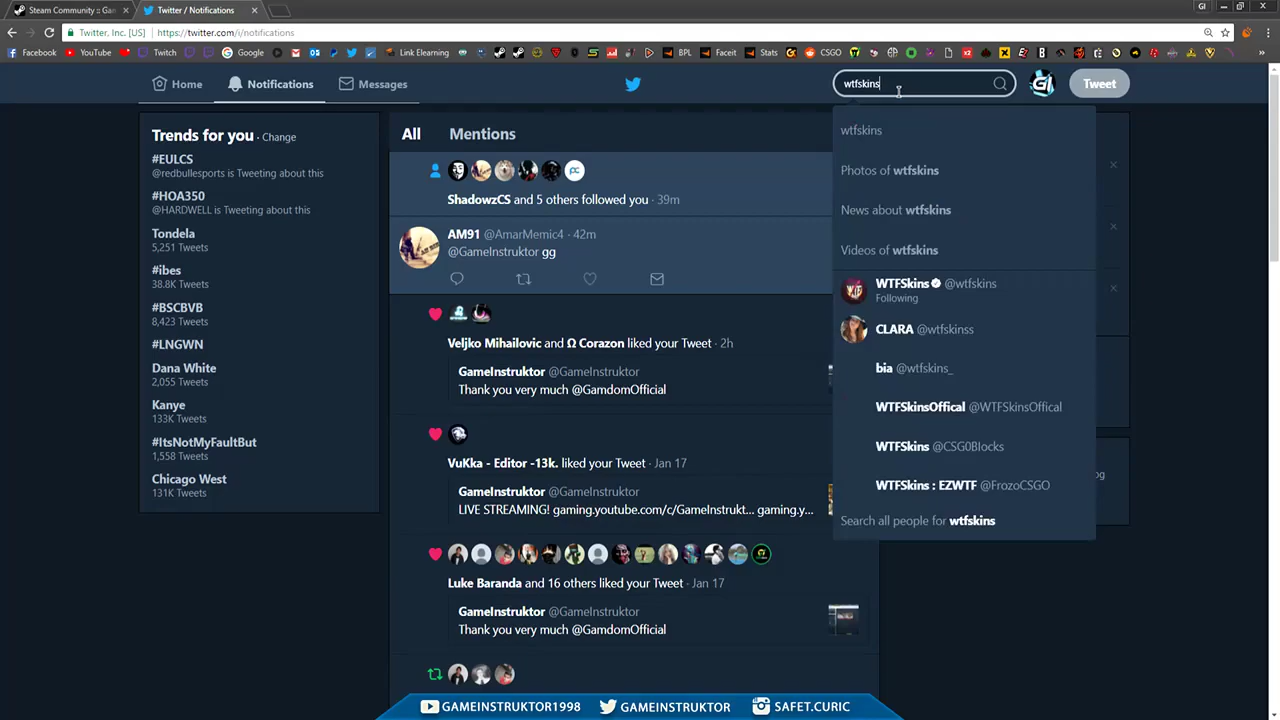 Steam Community :: Gam
Twitter / Notifications
GI
Twitter, Inc. [US]
https://twitter.com/i/notifications
Facebook
YouTube
Twitch
Google
Link Elearning
BPL
Faceit
Stats
CSGO
Home
Notifications
Messages
wtfskins
Tweet
Trends for you · Change
#EULCS
@redbullesports is Tweeting about this
#HOA350
@HARDWELL is Tweeting about this
Tondela
5,251 Tweets
#ibes
38.8K Tweets
#BSCBVB
8,423 Tweets
#LNGWN
Dana White
2,055 Tweets
Kanye
133K Tweets
#ItsNotMyFaultBut
1,558 Tweets
Chicago West
131K Tweets
All
Mentions
ShadowzCS and 5 others followed you · 39m
AM91 @AmarMemic4 · 42m
@GameInstruktor gg
Veljko Mihailovic and Ω Corazon liked your Tweet · 2h
GameInstruktor @GameInstruktor
Thank you very much @GamdomOfficial
VuKka - Editor -13k. liked your Tweet · Jan 17
GameInstruktor @GameInstruktor
LIVE STREAMING! gaming.youtube.com/c/GameInstrukt... gaming.y...
Luke Baranda and 16 others liked your Tweet · Jan 17
GameInstruktor @GameInstruktor
Thank you very much @GamdomOfficial
wtfskins
Photos of wtfskins
News about wtfskins
Videos of wtfskins
WTFSkins @wtfskins
Following
CLARA @wtfskinss
bia @wtfskins_
WTFSkinsOffical @WTFSkinsOffical
WTFSkins @CSG0Blocks
WTFSkins : EZWTF @FrozoCSGO
Search all people for wtfskins
GAMEINSTRUKTOR1998
GAMEINSTRUKTOR
SAFET.CURIC